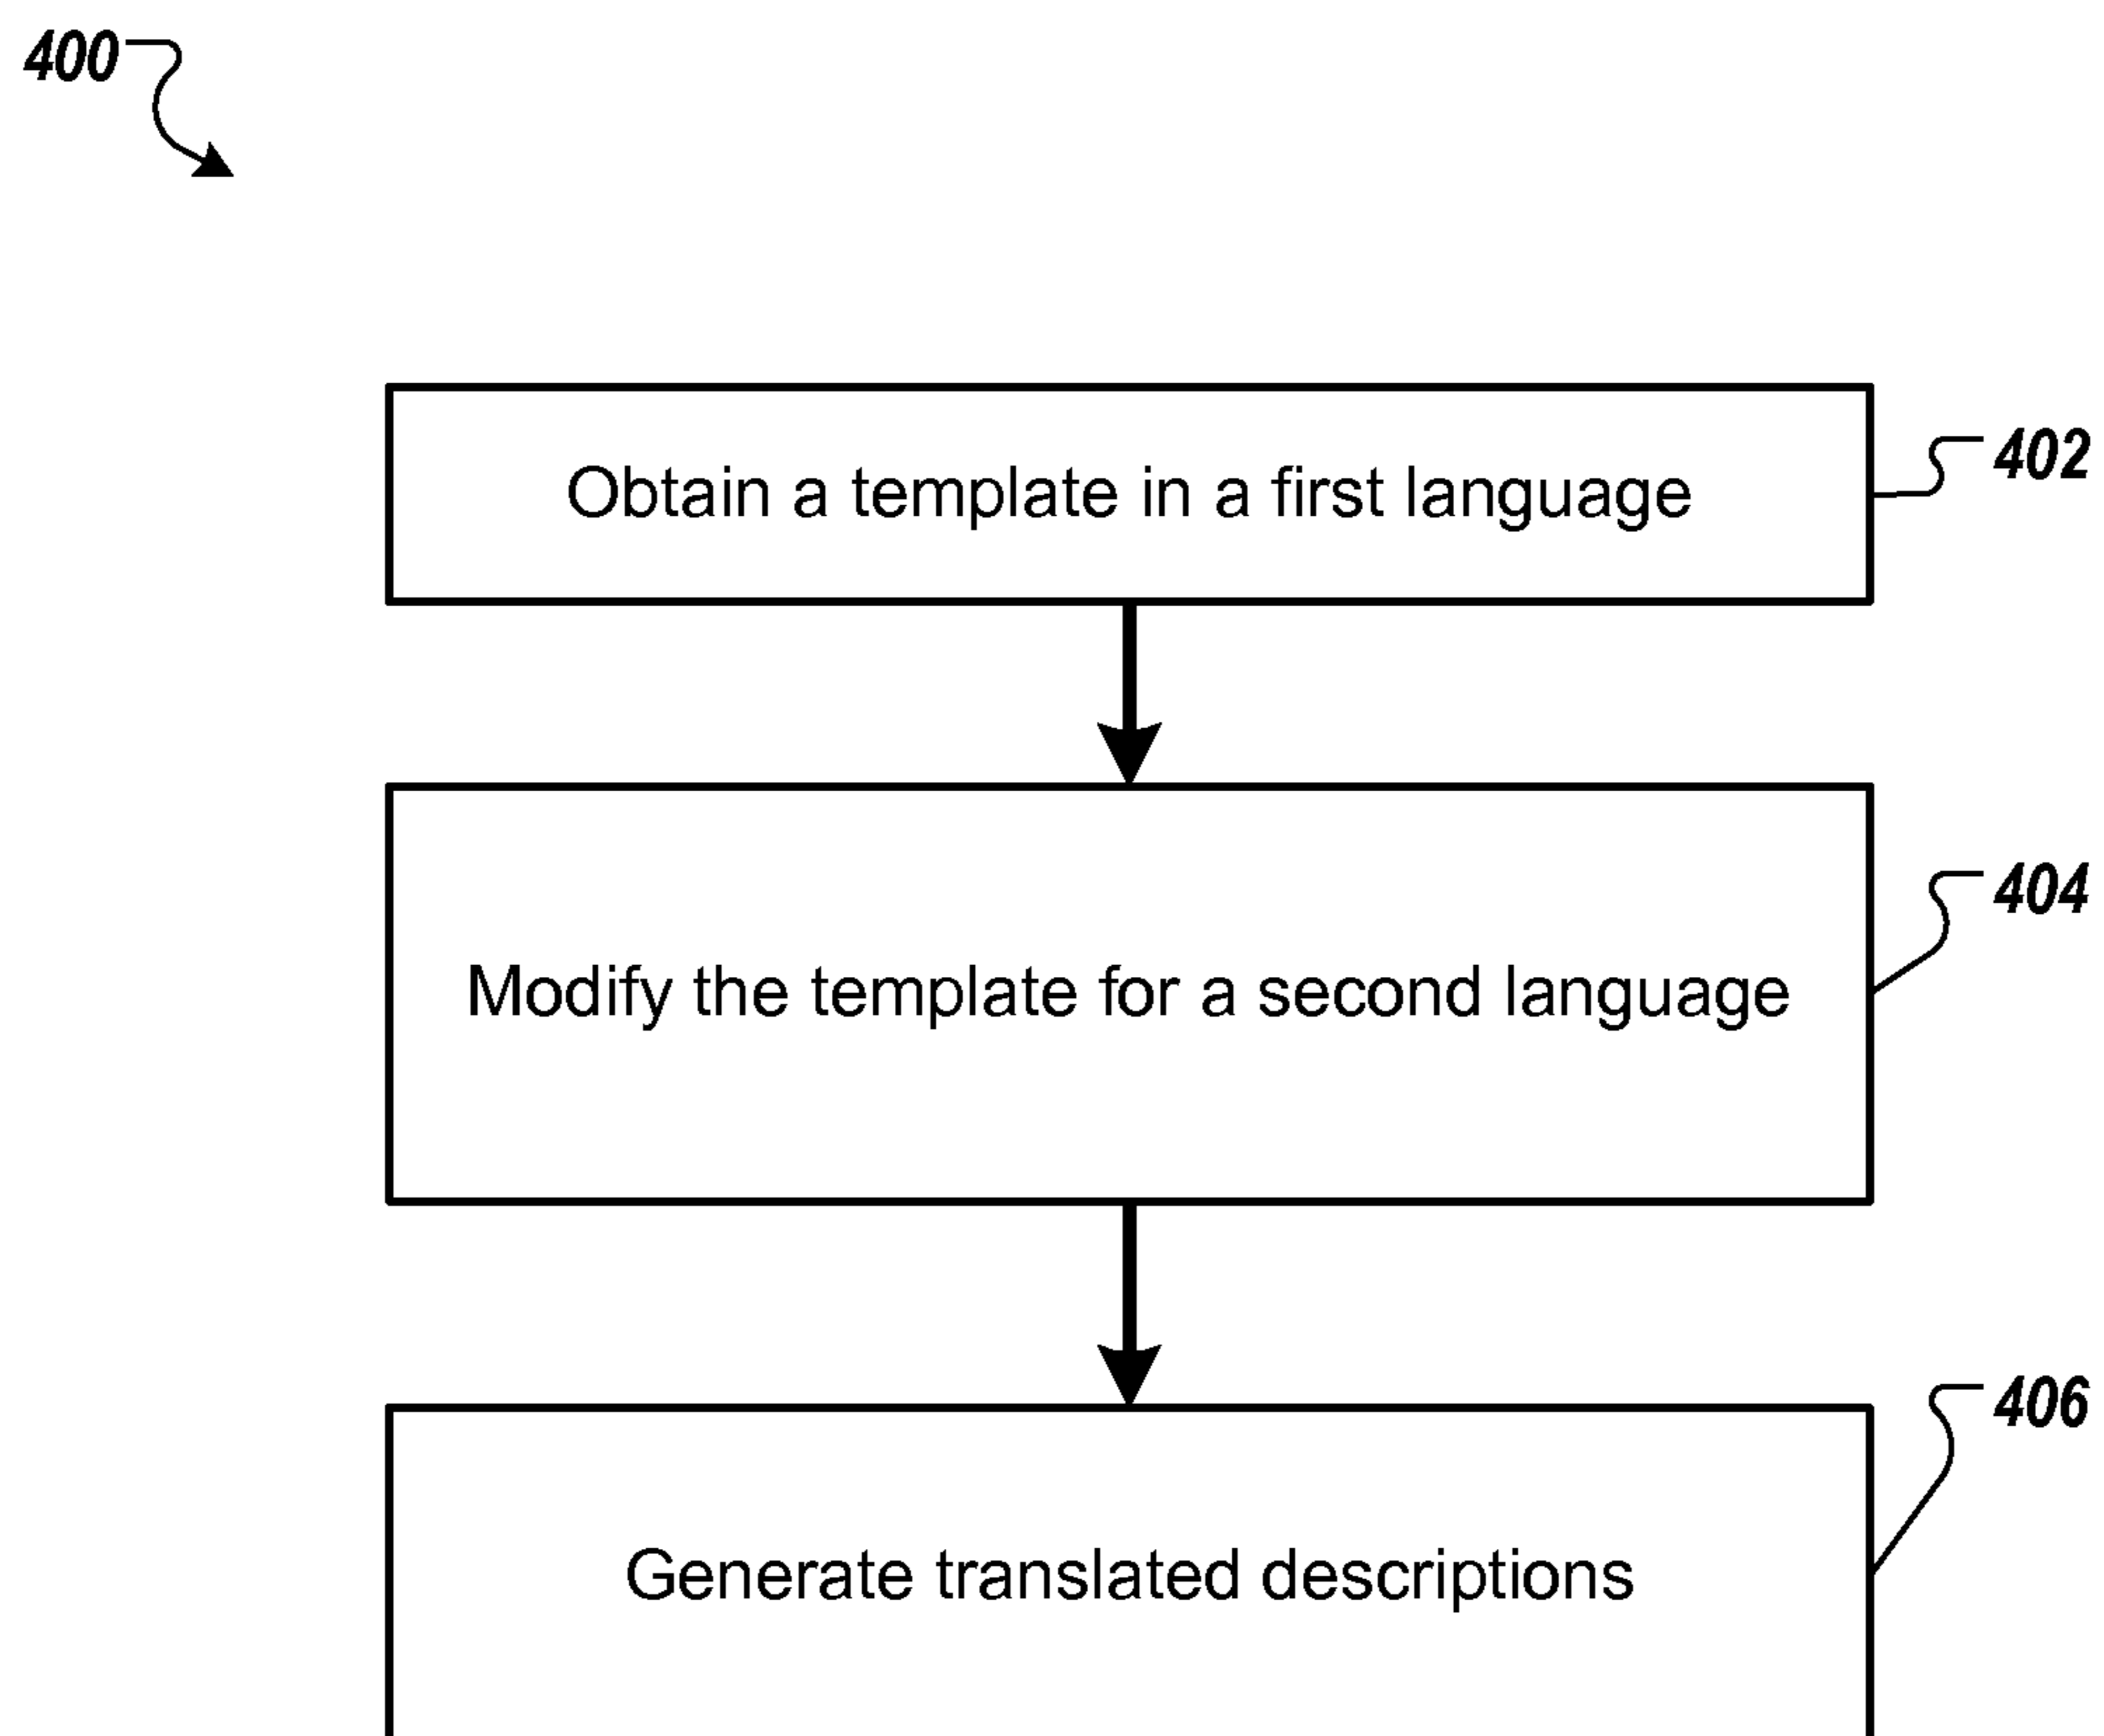 400
Obtain a template in a first language
402
Modify the template for a second language
404
Generate translated descriptions
406